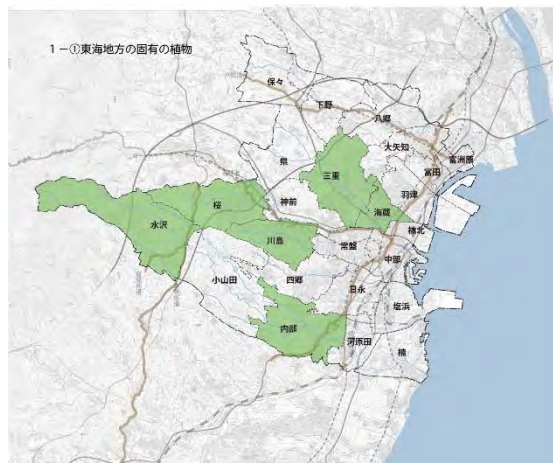 1－①東海地方の固有の植物
保々
下野
八郷
大矢知
富洲原
富田
県
三重
羽津
神前
海蔵
桜
水沢
川島
橋北
常盤
中部
小山田
四郷
日永
塩浜
内部
河原田
楠